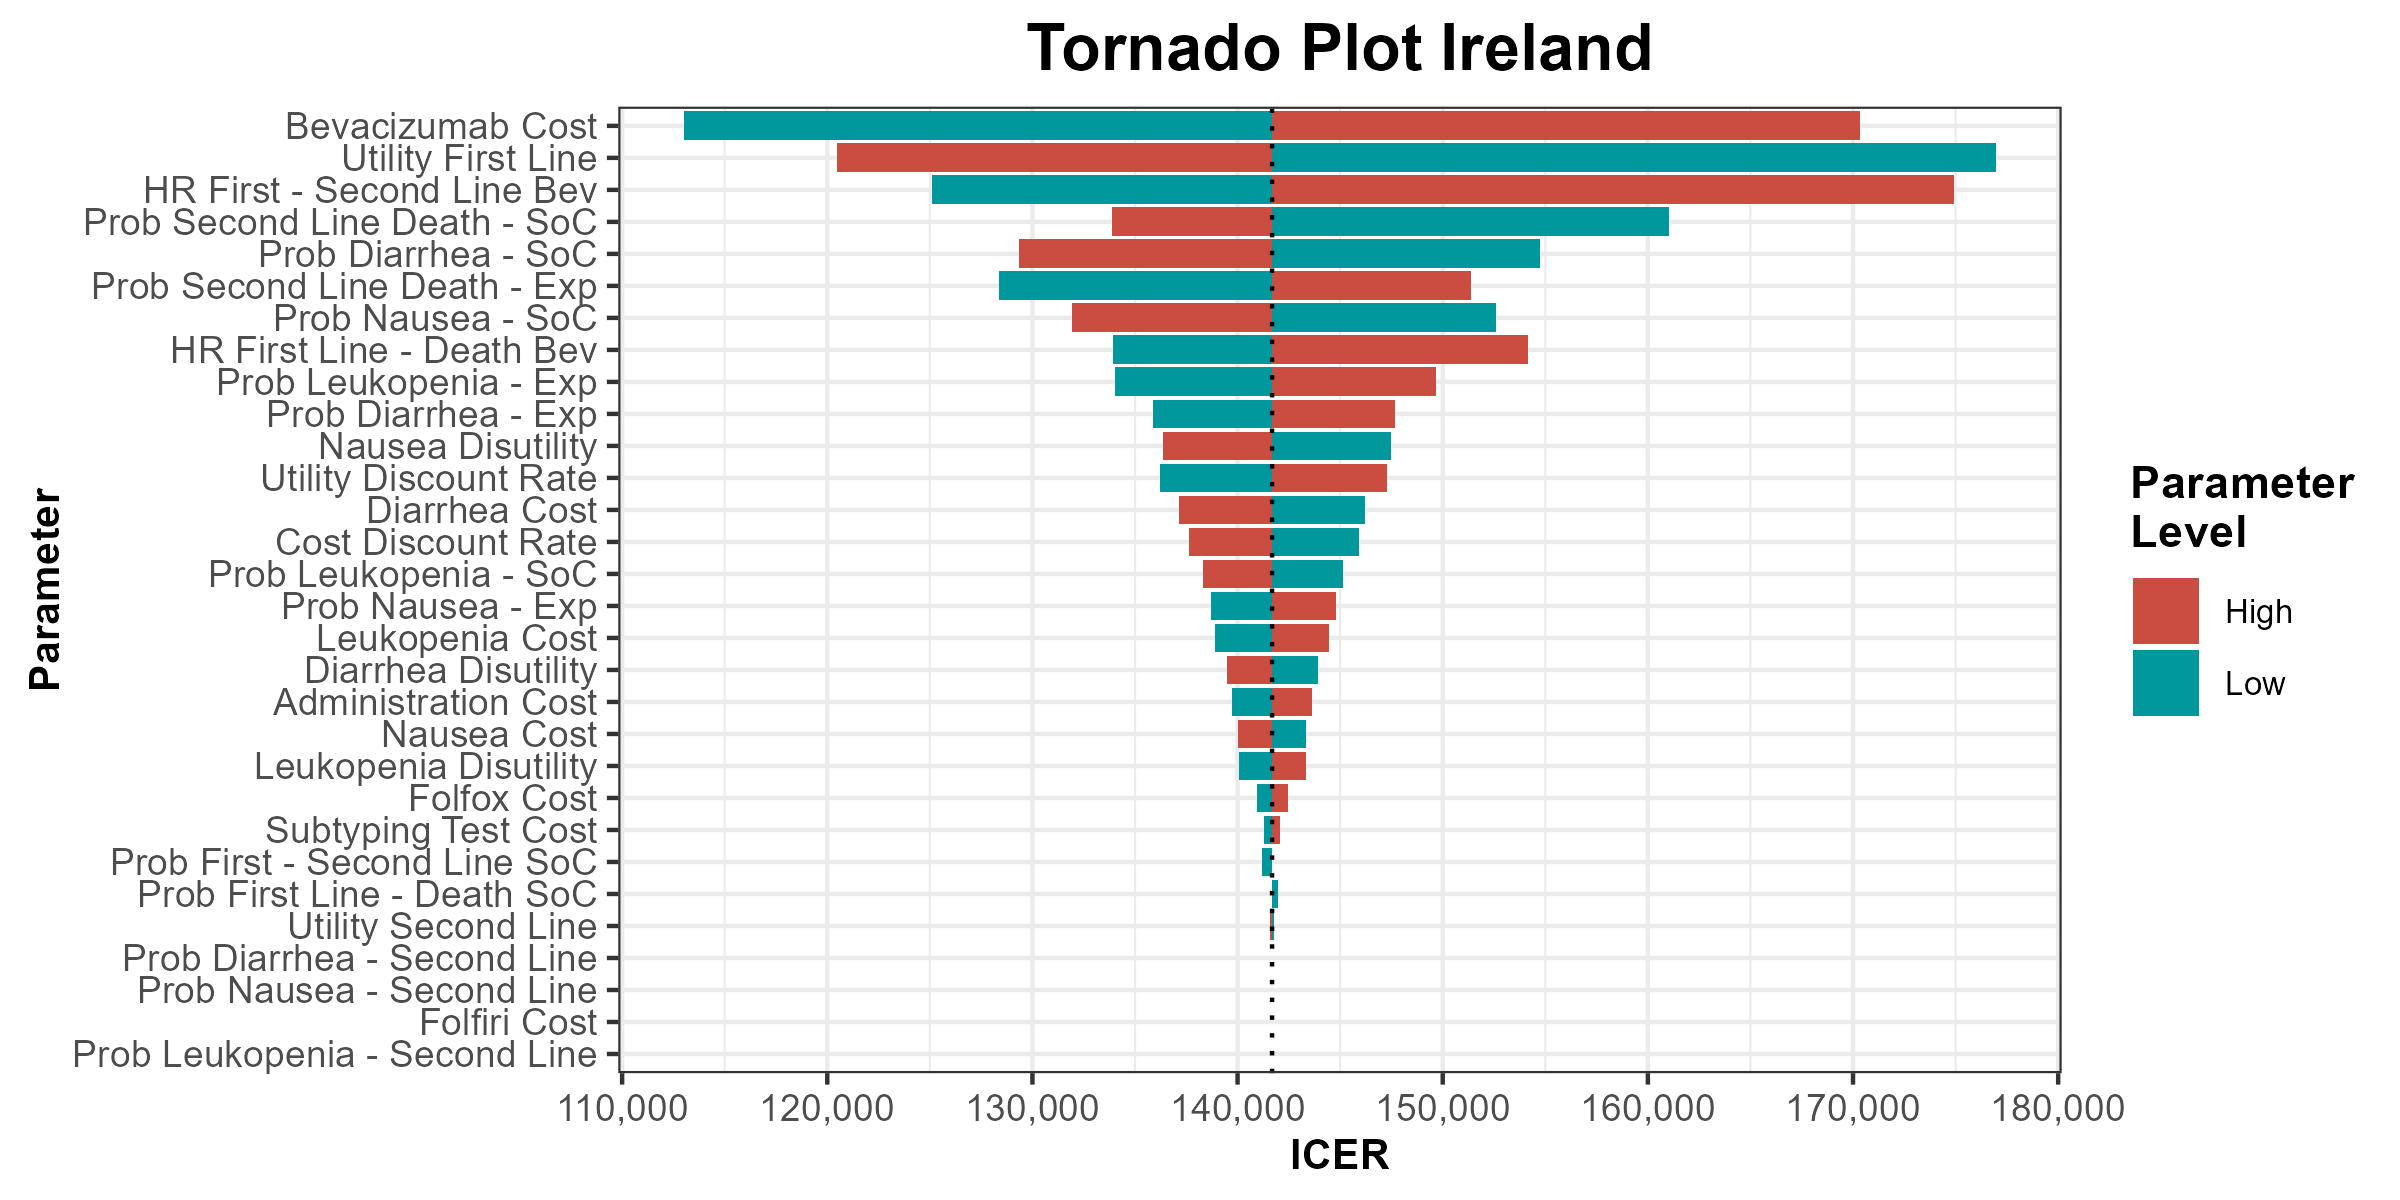 Tornado Plot Ireland
Parameter
Bevacizumab Cost
Utility First Line
HR First - Second Line Bev
Prob Second Line Death - SoC
Prob Diarrhea - SoC
Prob Second Line Death - Exp
Prob Nausea - SoC
HR First Line - Death Bev
Prob Leukopenia - Exp
Prob Diarrhea - Exp
Nausea Disutility
Utility Discount Rate
Diarrhea Cost
Cost Discount Rate
Prob Leukopenia - SoC
Prob Nausea - Exp
Leukopenia Cost
Diarrhea Disutility
Administration Cost
Nausea Cost
Leukopenia Disutility
Folfox Cost
Subtyping Test Cost
Prob First - Second Line SoC
Prob First Line - Death SoC
Utility Second Line
Prob Diarrhea - Second Line
Prob Nausea - Second Line
Folfiri Cost
Prob Leukopenia - Second Line
110,000 120,000 130,000 140,000 150,000 160,000 170,000 180,000
ICER
Parameter
Level
High
Low